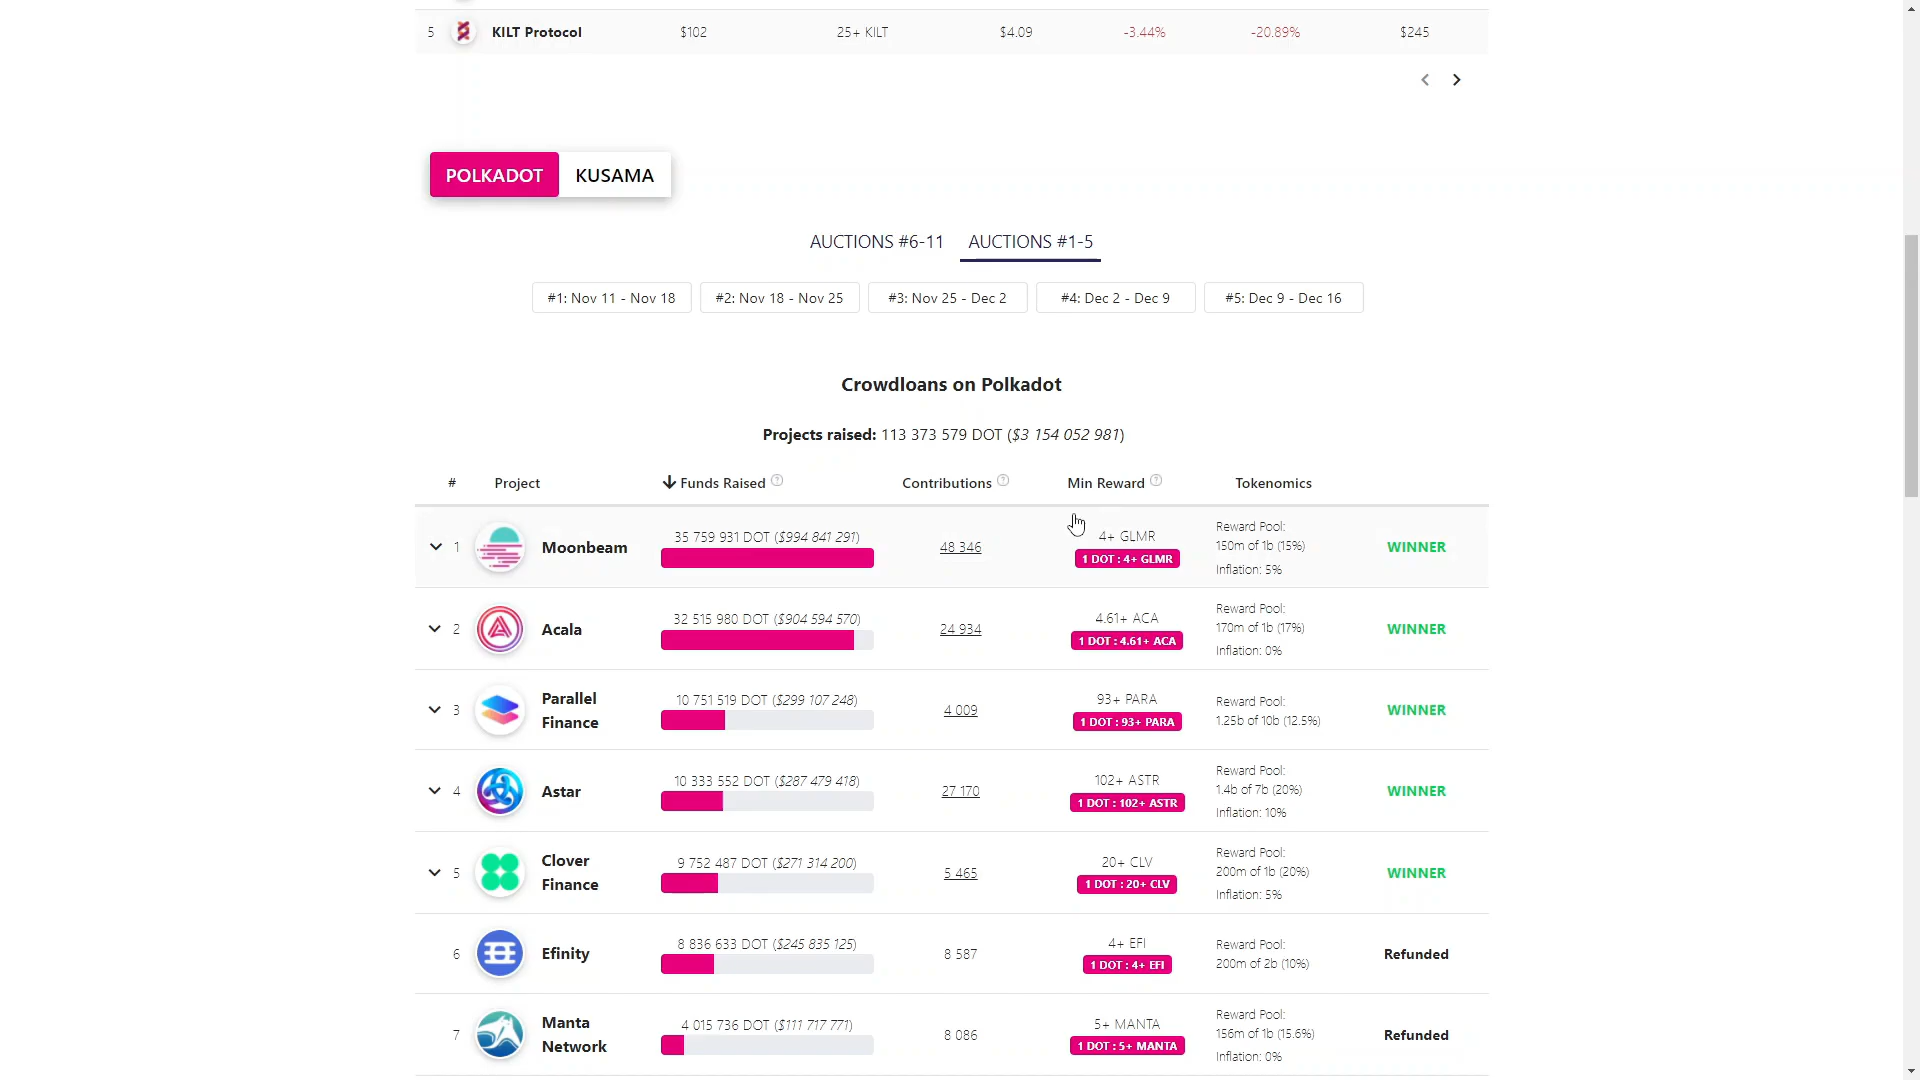 5 KILT Protocol $102 25+ KILT $4.09 -3.44% -20.89% $245
POLKADOT KUSAMA
AUCTIONS #6-11 AUCTIONS #1-5
#1: Nov 11 - Nov 18 #2: Nov 18 - Nov 25 #3: Nov 25 - Dec 2 #4: Dec 2 - Dec 9 #5: Dec 9 - Dec 16
Crowdloans on Polkadot
Projects raised: 113 373 579 DOT ($3 154 052 981)
# Project Funds Raised ? Contributions ? Min Reward ? Tokenomics
1 Moonbeam 35 759 931 DOT ($994 841 291) 48 346 4+ GLMR
1 DOT : 4+ GLMR
Reward Pool:
150m of 1b (15%)
Inflation: 5%
WINNER
2 Acala 32 515 980 DOT ($904 594 570) 24 934 4.61+ ACA
1 DOT : 4.61+ ACA
Reward Pool:
170m of 1b (17%)
Inflation: 0%
WINNER
3 Parallel
Finance
10 751 519 DOT ($299 107 248) 4 009 93+ PARA
1 DOT : 93+ PARA
Reward Pool:
1.25b of 10b (12.5%)
WINNER
4 Astar 10 333 552 DOT ($287 479 418) 27 170 102+ ASTR
1 DOT : 102+ ASTR
Reward Pool:
1.4b of 7b (20%)
Inflation: 10%
WINNER
5 Clover
Finance
9 752 487 DOT ($271 314 200) 5 465 20+ CLV
1 DOT : 20+ CLV
Reward Pool:
200m of 1b (20%)
Inflation: 5%
WINNER
6 Efinity 8 836 633 DOT ($245 835 125) 8 587 4+ EFI
1 DOT : 4+ EFI
Reward Pool:
200m of 2b (10%)
Refunded
7 Manta
Network
4 015 736 DOT ($111 717 771) 8 086 5+ MANTA
1 DOT : 5+ MANTA
Reward Pool:
156m of 1b (15.6%)
Inflation: 0%
Refunded